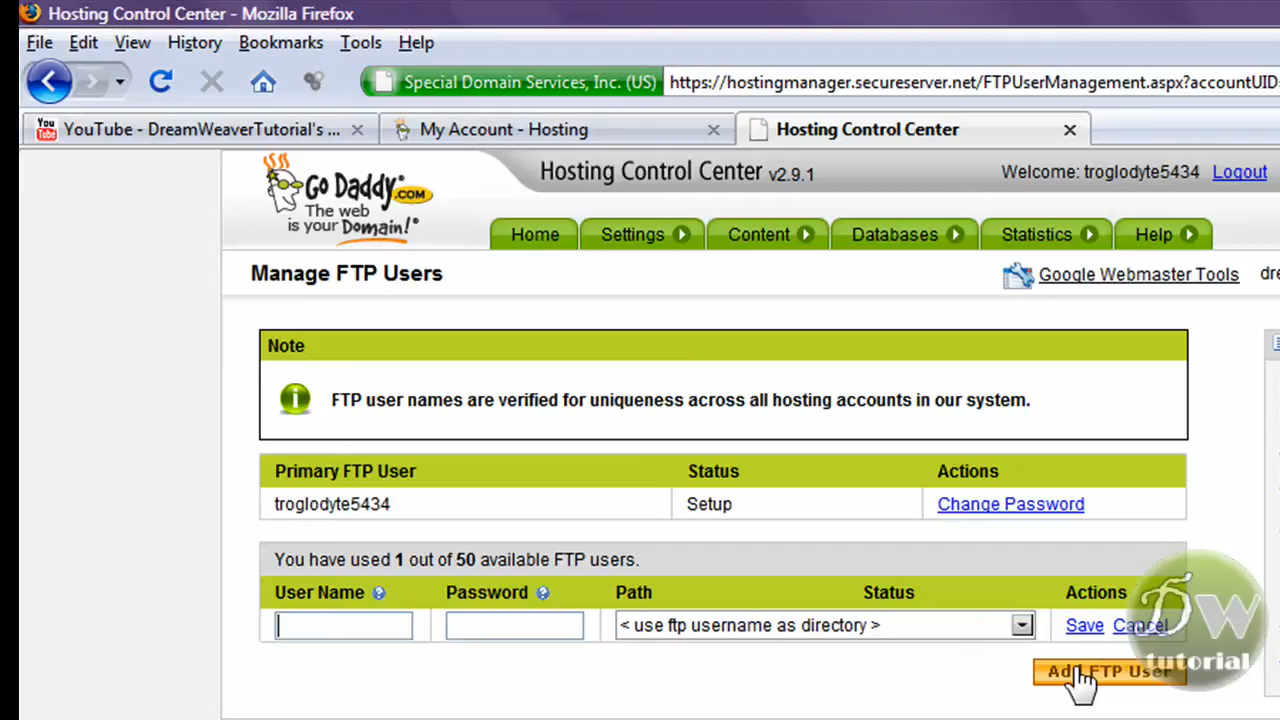 Hosting Control Center - Mozilla Firefox
File Edit View History Bookmarks Tools Help
Special Domain Services, Inc. (US) https://hostingmanager.secureserver.net/FTPUserManagement.aspx?accountUID=
You Tube YouTube - DreamWeaverTutorial's ... My Account - Hosting Hosting Control Center
Go Daddy.COM
The web
is your Domain!
Hosting Control Center v2.9.1
Welcome: troglodyte5434 Logout
Home Settings Content Databases Statistics Help
Manage FTP Users
Google Webmaster Tools dre
Note
FTP user names are verified for uniqueness across all hosting accounts in our system.
Primary FTP User Status Actions
troglodyte5434 Setup Change Password
You have used 1 out of 50 available FTP users.
User Name Password Path Status Actions
< use ftp username as directory > Save Cancel
Add FTP User
DW
tutorial